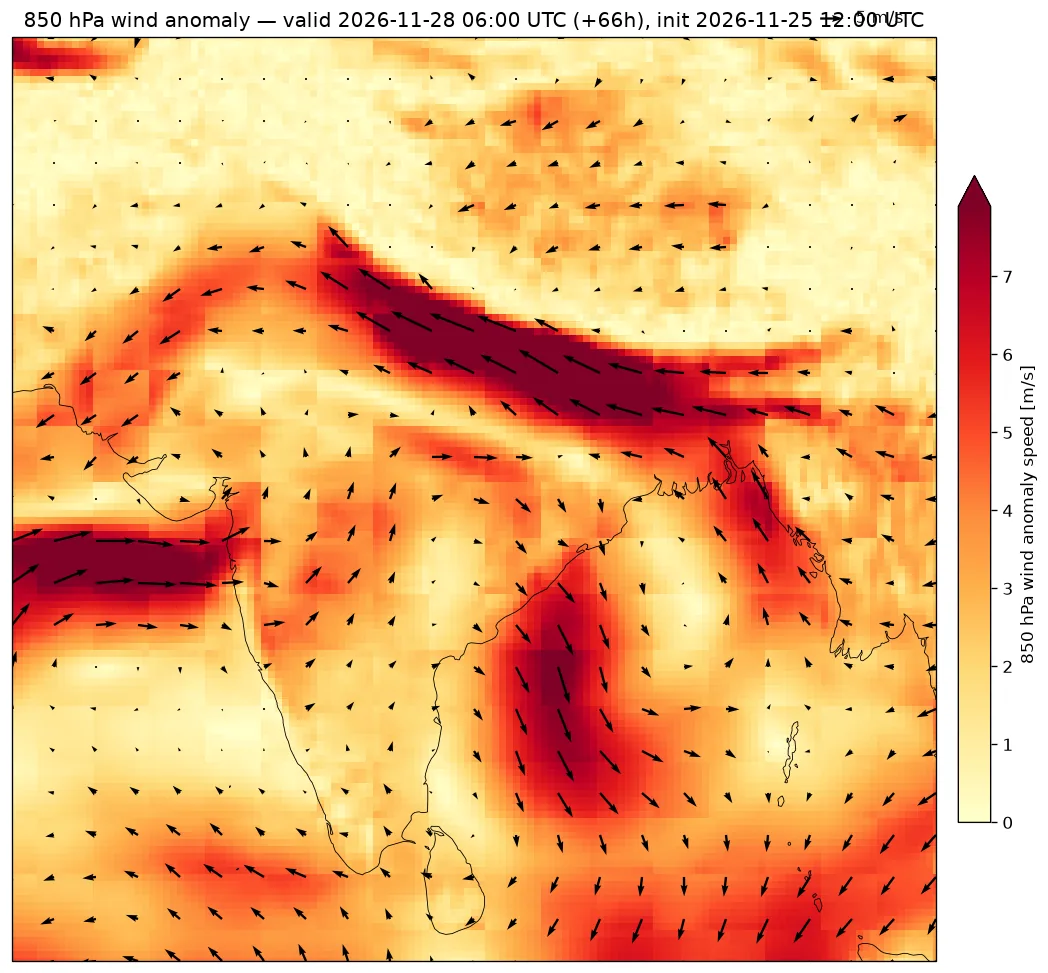 850 hPa wind anomaly — valid 2026-11-28 06:00 UTC (+66h), init 2026-11-25 12:00 UTC
5 m/s
7
6
5
4
3
2
1
0
850 hPa wind anomaly speed [m/s]